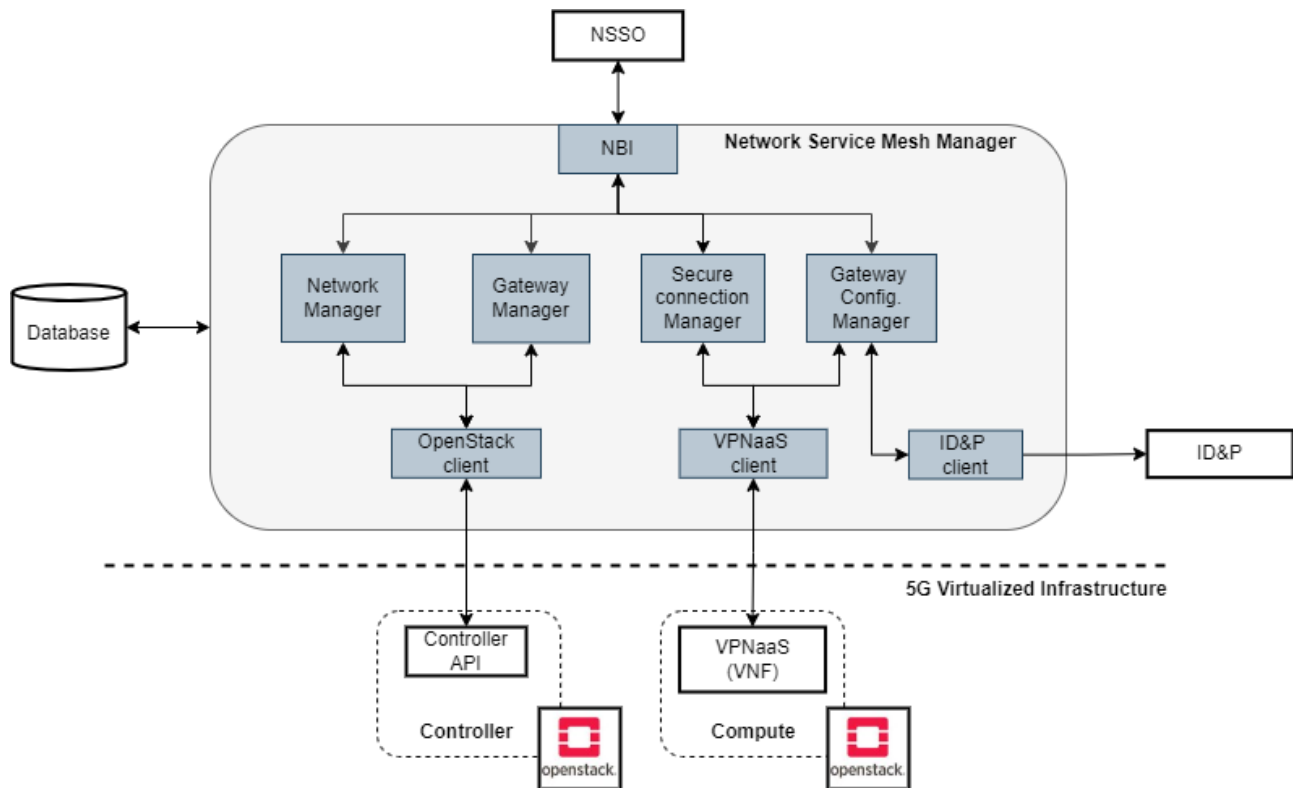 NSSO
NBI
Network Service Mesh Manager
Network
Manager
Gateway
Manager
Secure
connection
Manager
Gateway
Config.
Manager
Database
OpenStack
client
VPNaaS
client
ID&P
client
ID&P
5G Virtualized Infrastructure
Controller
API
VPNaaS
(VNF)
Controller
Compute
openstack.
openstack.